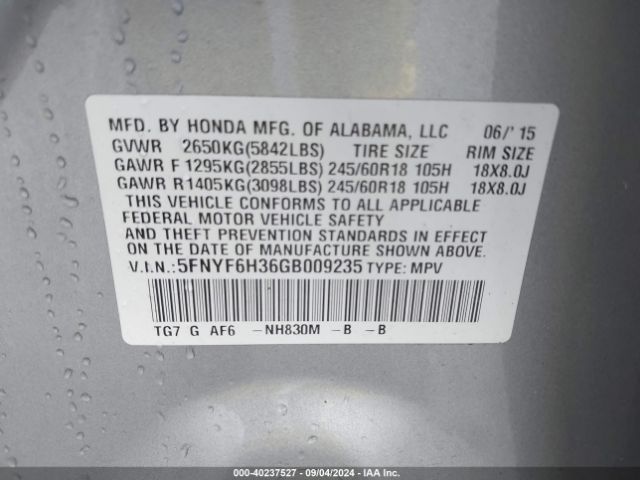 MFD. BY HONDA MFG. OF ALABAMA, LLC 06/'15
GVWR 2650KG(5842LBS) TIRE SIZE RIM SIZE
GAWR F 1295KG(2855LBS) 245/60R18 105H 18X8.0J
GAWR R1405KG(3098LBS) 245/60R18 105H 18X8.0J
THIS VEHICLE CONFORMS TO ALL APPLICABLE
FEDERAL MOTOR VEHICLE SAFETY
AND THEFT PREVENTION STANDARDS IN EFFECT
ON THE DATE OF MANUFACTURE SHOWN ABOVE.
V.I.N.: 5FNYF6H36GB009235 TYPE: MPV
TG7 G AF6 -NH830M -B -B
000-40237527 - 09/04/2024 - IAA Inc.